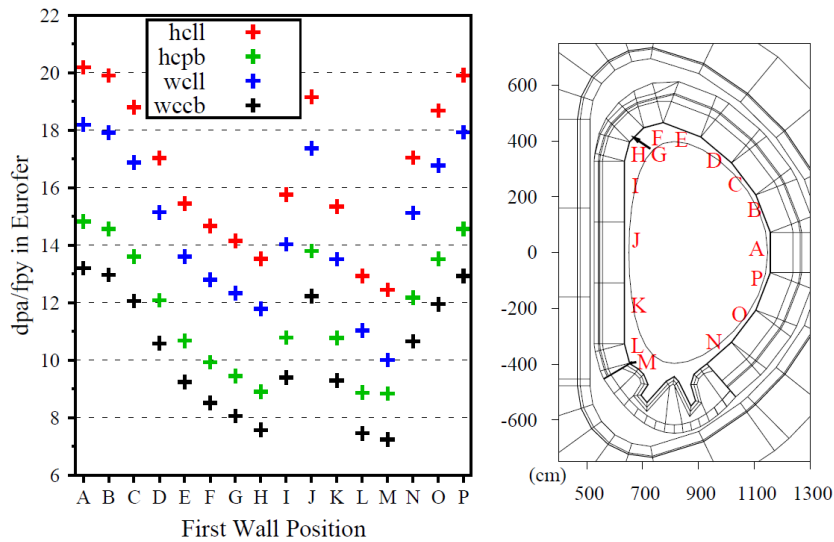 22
20
18
16
14
12
10
8
6
dpa/fpy in Eurofer
hcll
hcpb
wcll
wccb
A B C D E F G H I J K L M N O P
First Wall Position
600
400
200
0
-200
-400
-600
(cm)
500 700 900 1100 1300
F
E
H G
D
I
C
B
J
A
P
K
O
L
N
M